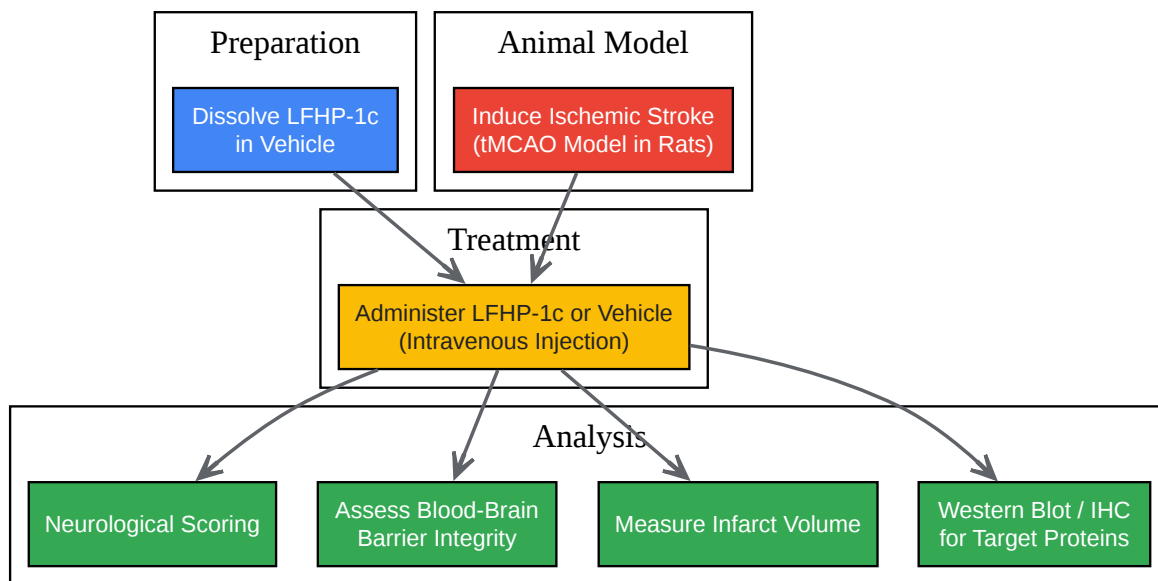 Preparation
Animal Model
Dissolve LFHP-1c
in Vehicle
Induce Ischemic Stroke
(tMCAO Model in Rats)
Treatment
Administer LFHP-1c or Vehicle
(Intravenous Injection)
Analysis
Neurological Scoring
Assess Blood-Brain
Barrier Integrity
Measure Infarct Volume
Western Blot / IHC
for Target Proteins